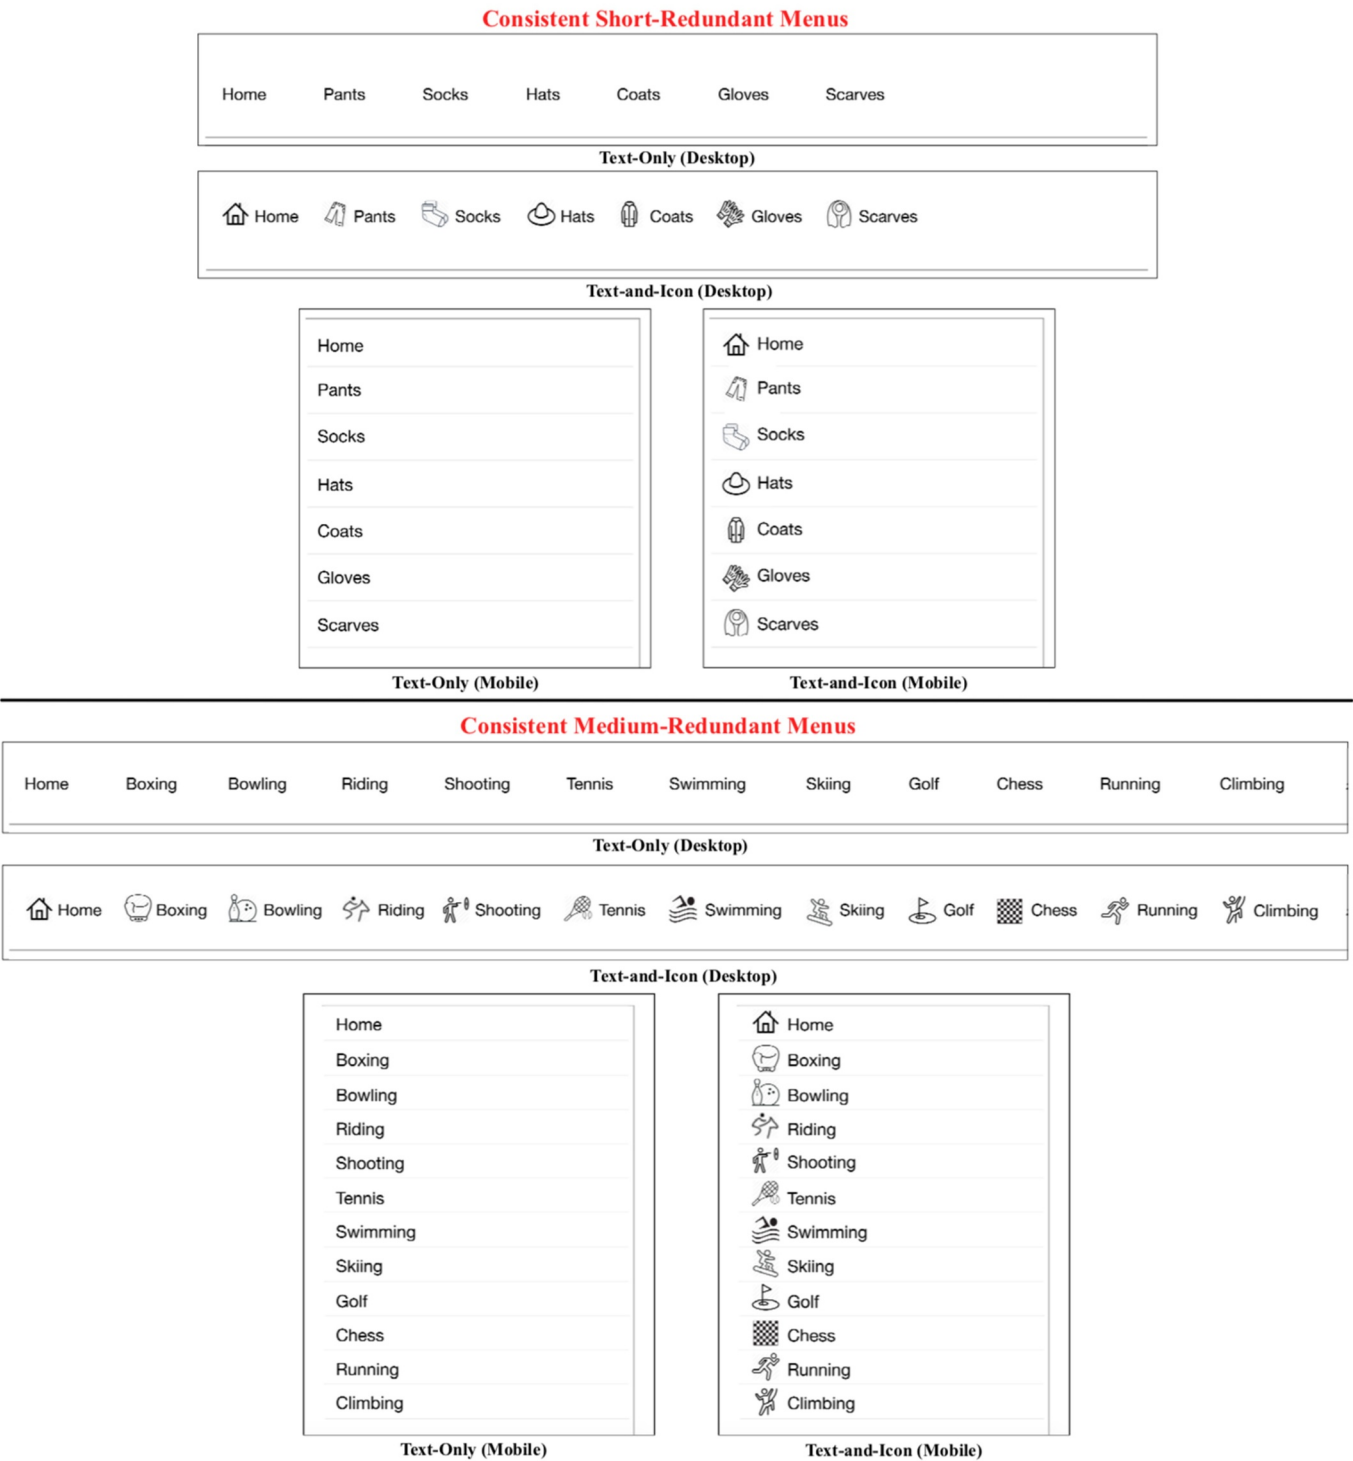 Consistent Short-Redundant Menus
Home Pants Socks Hats Coats Gloves Scarves
Text-Only (Desktop)
Home Pants Socks Hats Coats Gloves Scarves
Text-and-Icon (Desktop)
Home
Pants
Socks
Hats
Coats
Gloves
Scarves
Text-Only (Mobile)
Home
Pants
Socks
Hats
Coats
Gloves
Scarves
Text-and-Icon (Mobile)
Consistent Medium-Redundant Menus
Home Boxing Bowling Riding Shooting Tennis Swimming Skiing Golf Chess Running Climbing
Text-Only (Desktop)
Home Boxing Bowling Riding Shooting Tennis Swimming Skiing Golf Chess Running Climbing
Text-and-Icon (Desktop)
Home
Boxing
Bowling
Riding
Shooting
Tennis
Swimming
Skiing
Golf
Chess
Running
Climbing
Text-Only (Mobile)
Home
Boxing
Bowling
Riding
Shooting
Tennis
Swimming
Skiing
Golf
Chess
Running
Climbing
Text-and-Icon (Mobile)